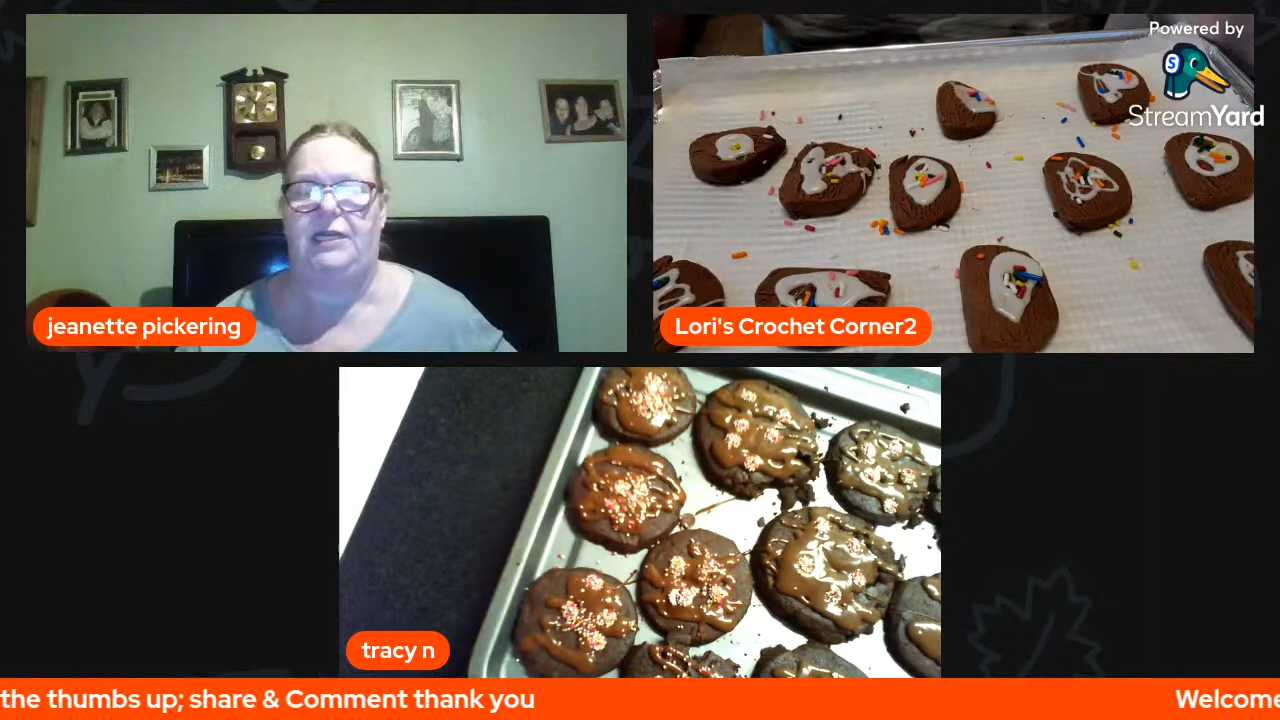 Powered by
S
StreamYard
jeanette pickering
Lori's Crochet Corner2
tracy n
the thumbs up; share & Comment thank you
Welcome